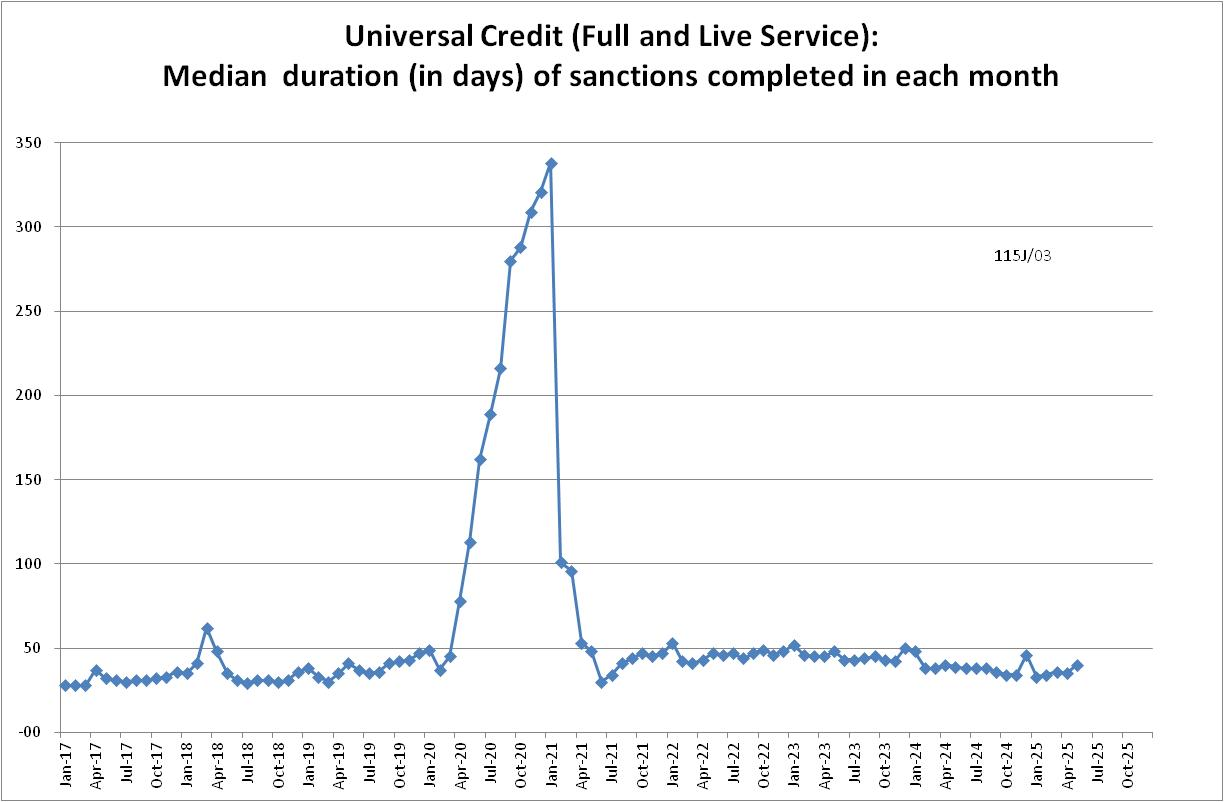 Universal Credit (Full and Live Service):
Median  duration (in days) of sanctions completed in each month
350
300
115J/03
250
200
150
100
50
-00
Jan-17
Apr-17
Jul-17
Oct-17
Jan-18
Apr-18
Jul-18
Oct-18
Jan-19
Apr-19
Jul-19
Oct-19
Jan-20
Apr-20
Jul-20
Oct-20
Jan-21
Apr-21
Jul-21
Oct-21
Jan-22
Apr-22
Jul-22
Oct-22
Jan-23
Apr-23
Jul-23
Oct-23
Jan-24
Apr-24
Jul-24
Oct-24
Jan-25
Apr-25
Jul-25
Oct-25